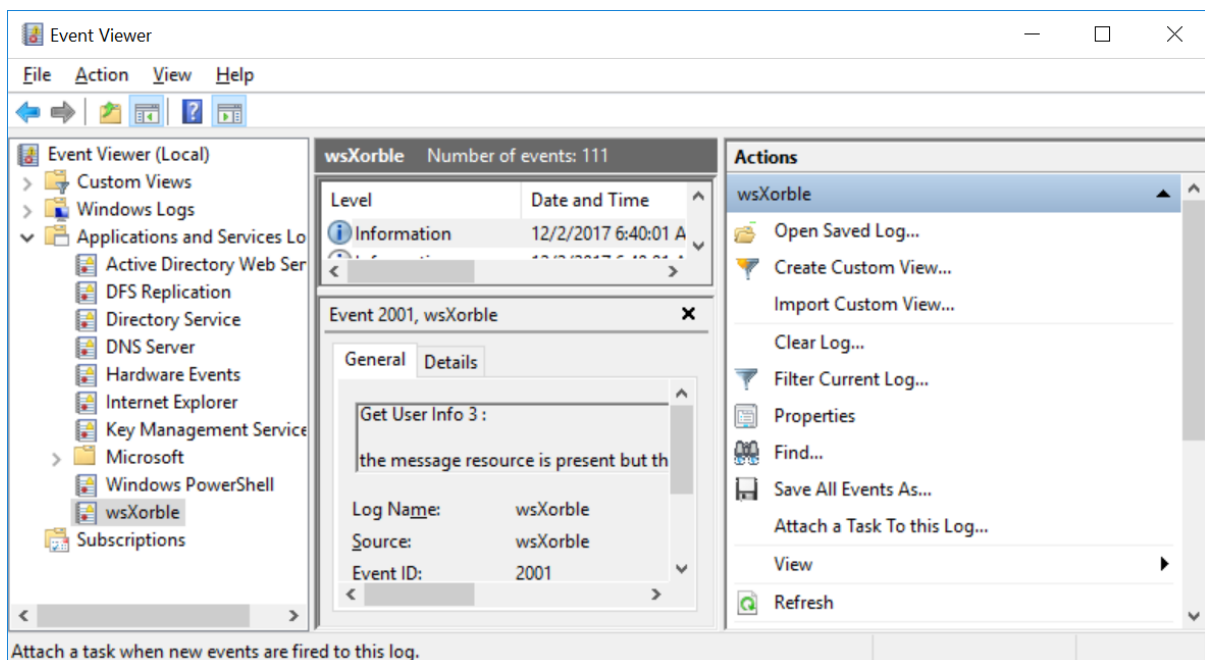 Event Viewer
File Action View Help
Event Viewer (Local)
Custom Views
Windows Logs
Applications and Services Lo
Active Directory Web Ser
DFS Replication
Directory Service
DNS Server
Hardware Events
Internet Explorer
Key Management Service
Microsoft
Windows PowerShell
wsXorble
Subscriptions
wsXorble Number of events: 111
Level Date and Time
Information 12/2/2017 6:40:01 A
Event 2001, wsXorble
General Details
Get User Info 3 :
the message resource is present but th
Log Name: wsXorble
Source: wsXorble
Event ID: 2001
Actions
wsXorble
Open Saved Log...
Create Custom View...
Import Custom View...
Clear Log...
Filter Current Log...
Properties
Find...
Save All Events As...
Attach a Task To this Log...
View
Refresh
Attach a task when new events are fired to this log.